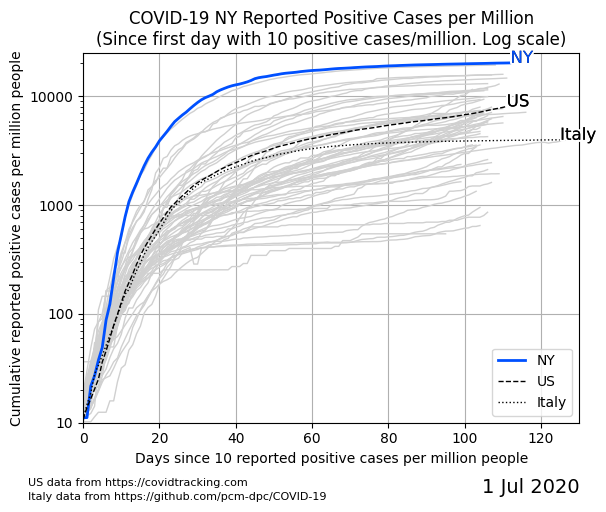 COVID-19 NY Reported Positive Cases per Million
(Since first day with 10 positive cases/million. Log scale)
Cumulative reported positive cases per million people
10000
1000
100
10
NY
US
Italy
NY
US
Italy
0 20 40 60 80 100 120
Days since 10 reported positive cases per million people
US data from https://covidtracking.com
Italy data from https://github.com/pcm-dpc/COVID-19
1 Jul 2020